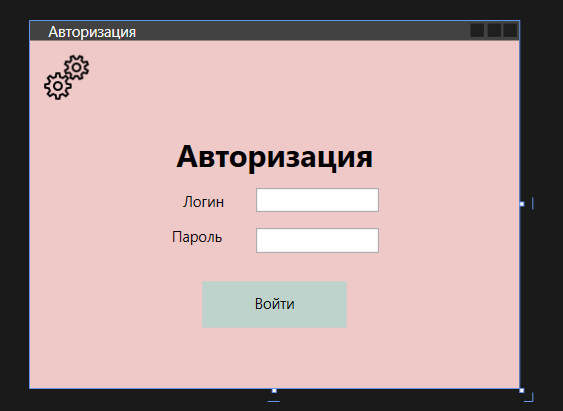 Авторизация
Авторизация
Логин
Пароль
Войти